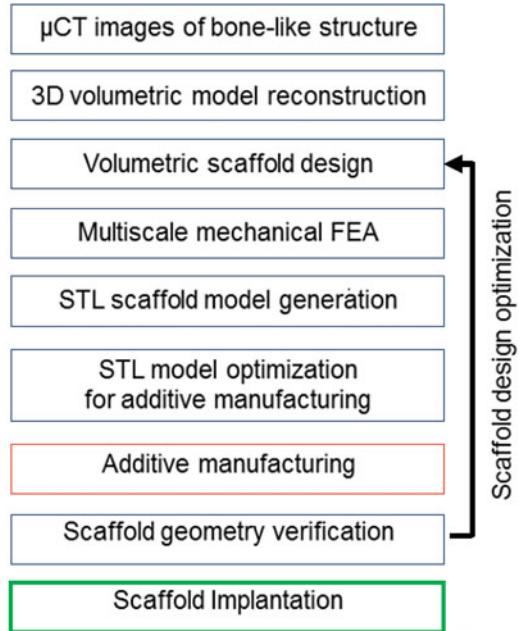 µCT images of bone-like structure
3D volumetric model reconstruction
Volumetric scaffold design
Multiscale mechanical FEA
STL scaffold model generation
STL model optimization
for additive manufacturing
Additive manufacturing
Scaffold geometry verification
Scaffold Implantation
Scaffold design optimization